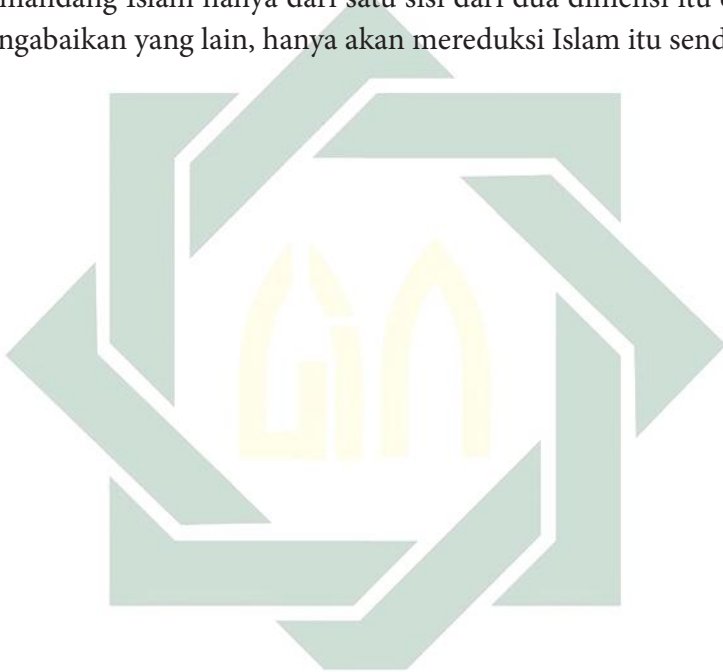 mandang Islam hanya dari satu sisi dari dua dimensi itu
ngabaikan yang lain, hanya akan mereduksi Islam itu send